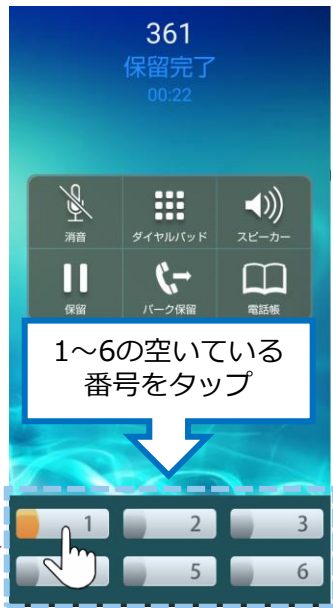 361
保留完了
00:22
消音 ダイヤルパッド スピーカー
保留 パーク保留 電話帳
1～6の空いている
番号をタップ
1 2 3
5 6